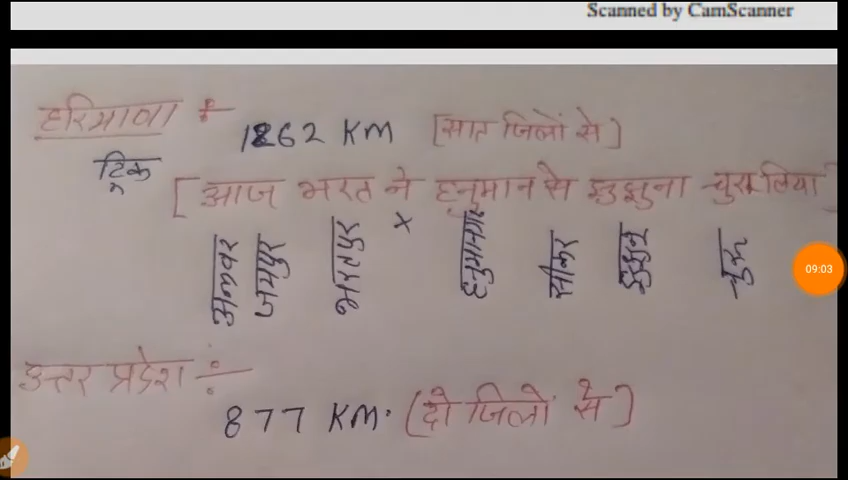 Scanned by CamScanner
हरियाणा ÷ 1262 KM [सात जिलों से]
ट्रिक
[आज भरत ने हनुमान से झुझुना चुरा लिया]
अलवर जयपुर भरतपुर × हनुमानगढ़ सीकर झुझुनू चुरू
उत्तर प्रदेश ÷
877 KM. (दो जिलों से)
09:03